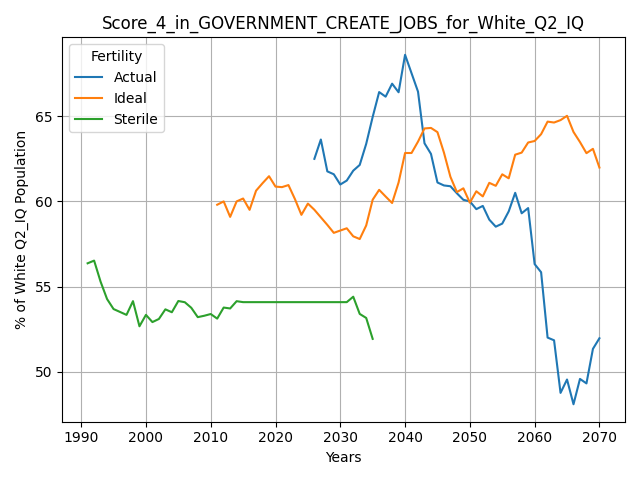 Score_4_in_GOVERNMENT_CREATE_JOBS_for_White_Q2_IQ
Fertility
Actual
Ideal
Sterile
% of White Q2_IQ Population
65
60
55
50
1990 2000 2010 2020 2030 2040 2050 2060 2070
Years